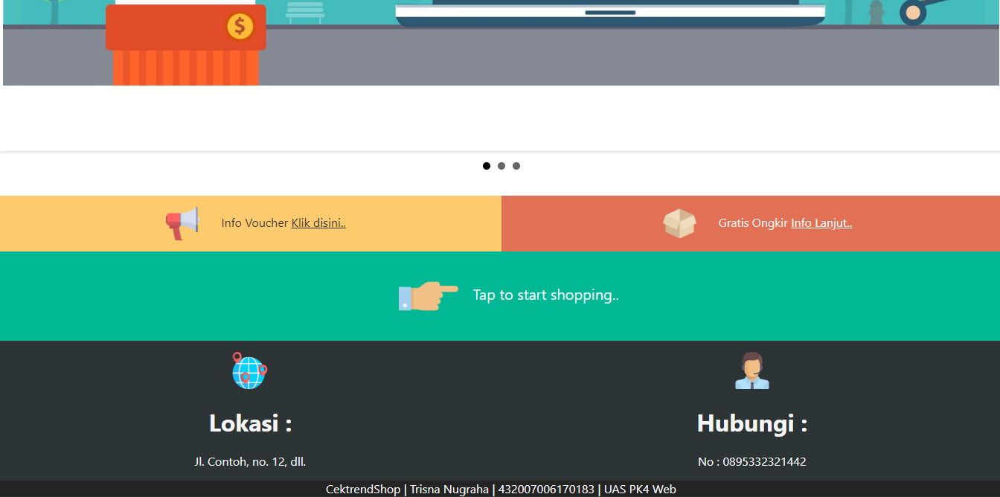 $
Info Voucher Klik disini..
Gratis Ongkir Info Lanjut..
Tap to start shopping..
Lokasi :
Jl. Contoh, no. 12, dll.
Hubungi :
No : 0895332321442
CektrendShop | Trisna Nugraha | 432007006170183 | UAS PK4 Web